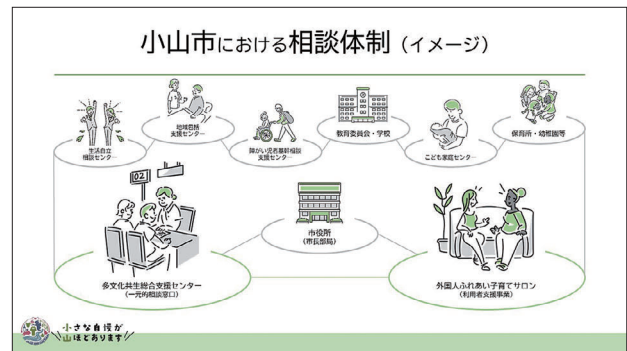 小山市における相談体制（イメージ）
生活自立
相談センター
地域包括
支援センター
障がい児者基幹相談
支援センター
教育委員会・学校
こども家庭センター
保育所・幼稚園等
02
市役所
（市長部局）
多文化共生総合支援センター
（一元的相談窓口）
外国人ふれあい子育てサロン
（利用者支援事業）
小さな自慢が
山ほどあります